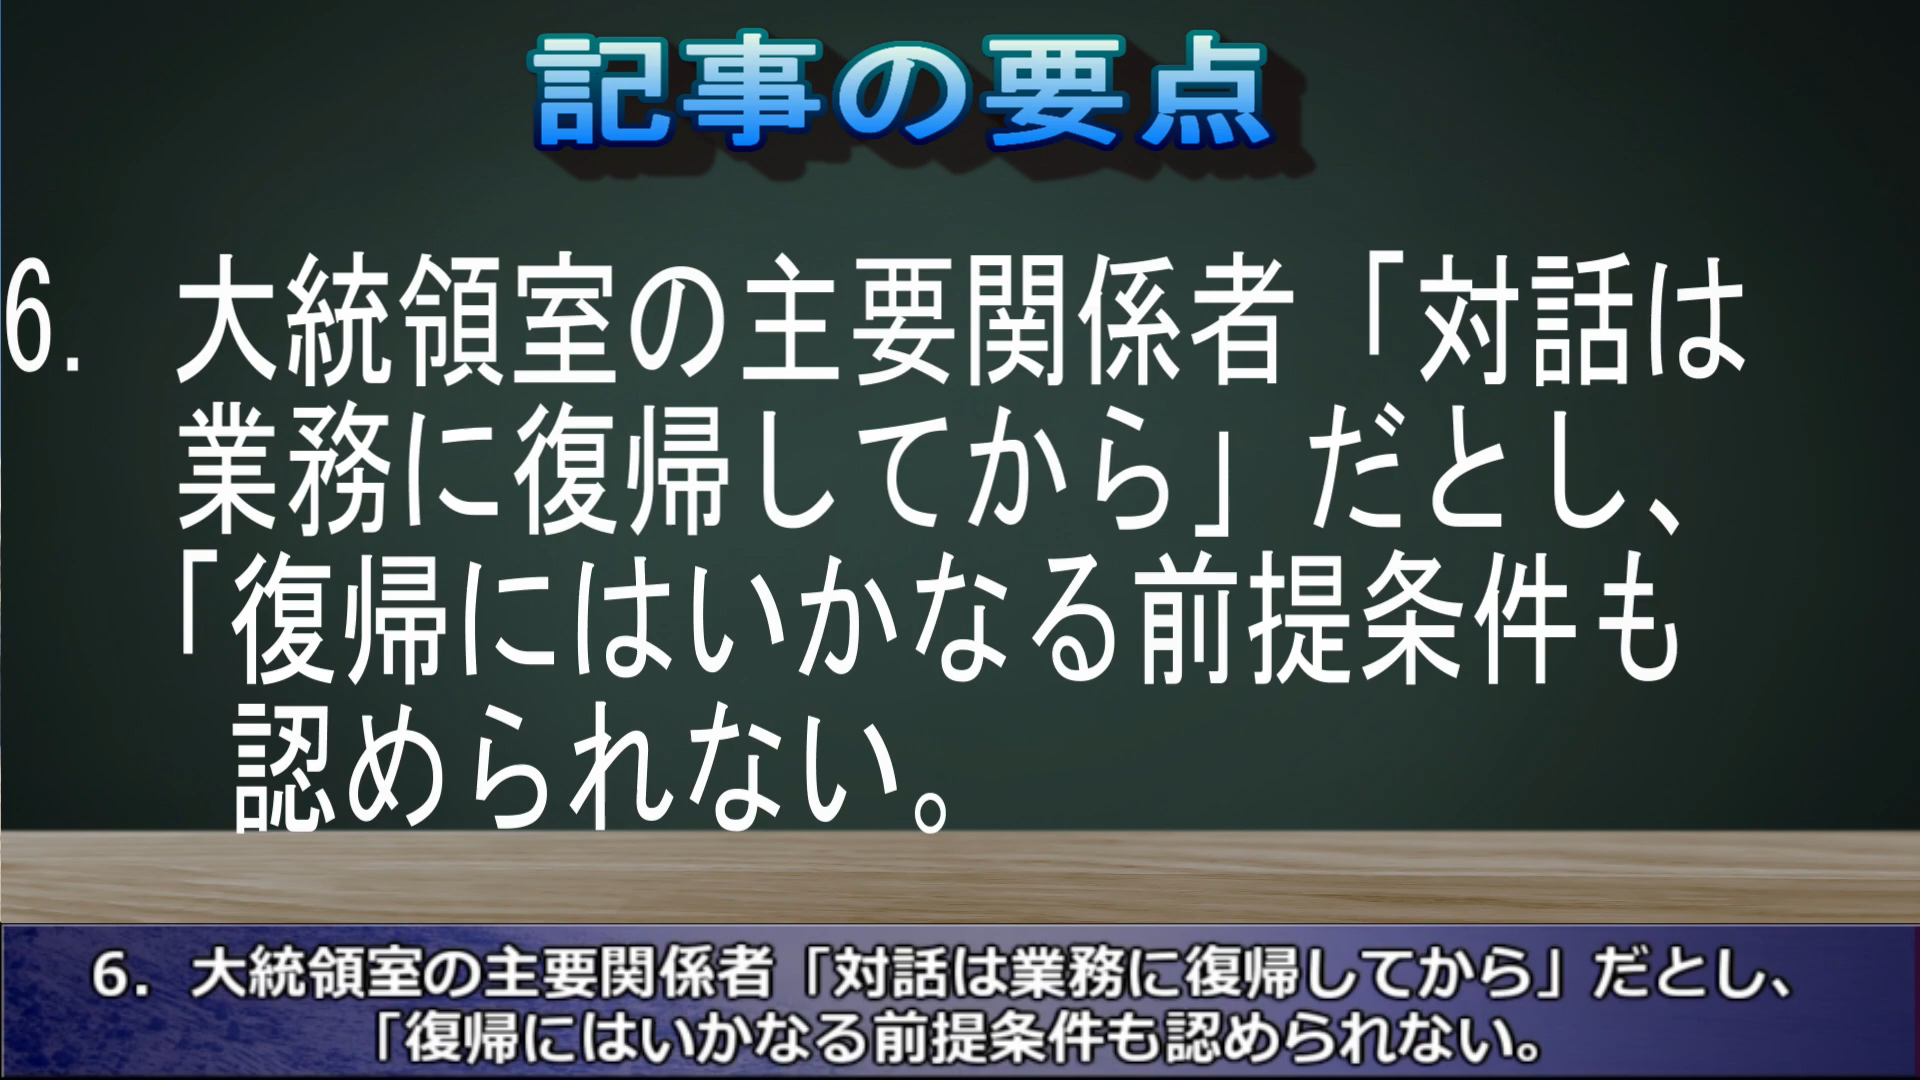 記事の要点
6. 大統領室の主要関係者「対話は
業務に復帰してから」だとし、
「復帰にはいかなる前提条件も
認められない。
6. 大統領室の主要関係者「対話は業務に復帰してから」だとし、
「復帰にはいかなる前提条件も認められない。